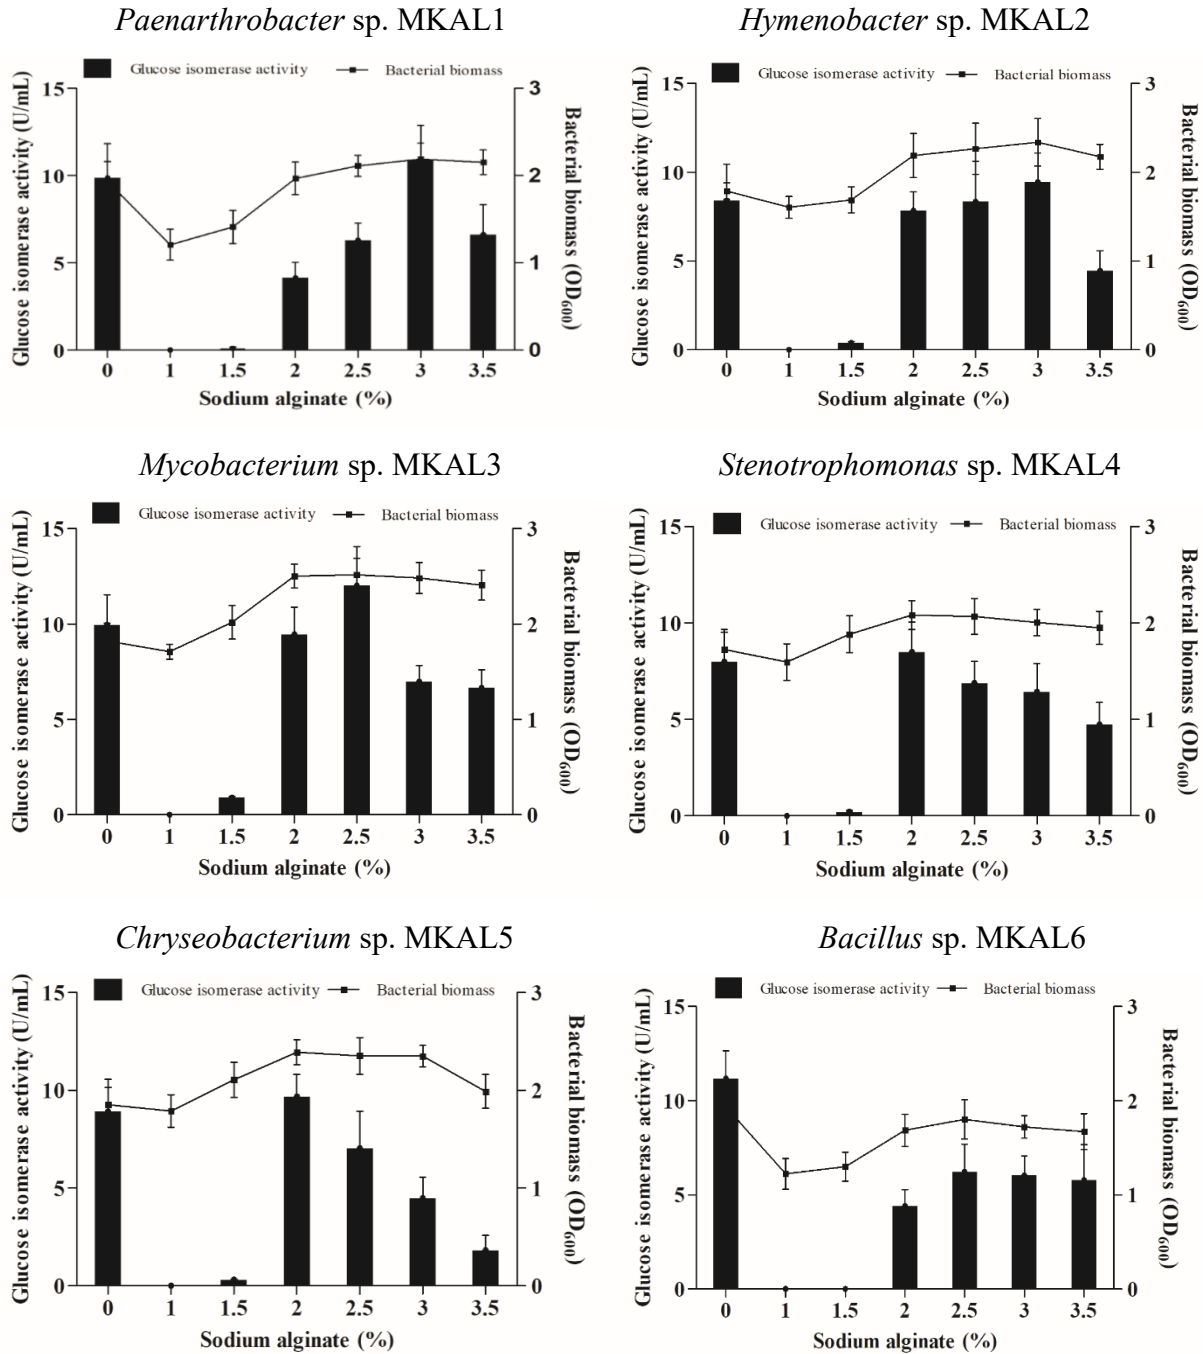 Paenarthrobacter sp. MKAL1
Glucose isomerase activity
Bacterial biomass
Glucose isomerase activity (U/mL)
15
10
5
0
3
2
1
0
Bacterial biomass (OD600)
0 1 1.5 2 2.5 3 3.5
Sodium alginate (%)
Hymenobacter sp. MKAL2
Glucose isomerase activity
Bacterial biomass
Glucose isomerase activity (U/mL)
15
10
5
0
3
2
1
0
Bacterial biomass (OD600)
0 1 1.5 2 2.5 3 3.5
Sodium alginate (%)
Mycobacterium sp. MKAL3
Glucose isomerase activity
Bacterial biomass
Glucose isomerase activity (U/mL)
15
10
5
0
3
2
1
0
Bacterial biomass (OD600)
0 1 1.5 2 2.5 3 3.5
Sodium alginate (%)
Stenotrophomonas sp. MKAL4
Glucose isomerase activity
Bacterial biomass
Glucose isomerase activity (U/mL)
15
10
5
0
3
2
1
0
Bacterial biomass (OD600)
0 1 1.5 2 2.5 3 3.5
Sodium alginate (%)
Chryseobacterium sp. MKAL5
Glucose isomerase activity
Bacterial biomass
Glucose isomerase activity (U/mL)
15
10
5
0
3
2
1
0
Bacterial biomass (OD600)
0 1 1.5 2 2.5 3 3.5
Sodium alginate (%)
Bacillus sp. MKAL6
Glucose isomerase activity
Bacterial biomass
Glucose isomerase activity (U/mL)
15
10
5
0
3
2
1
0
Bacterial biomass (OD600)
0 1 1.5 2 2.5 3 3.5
Sodium alginate (%)